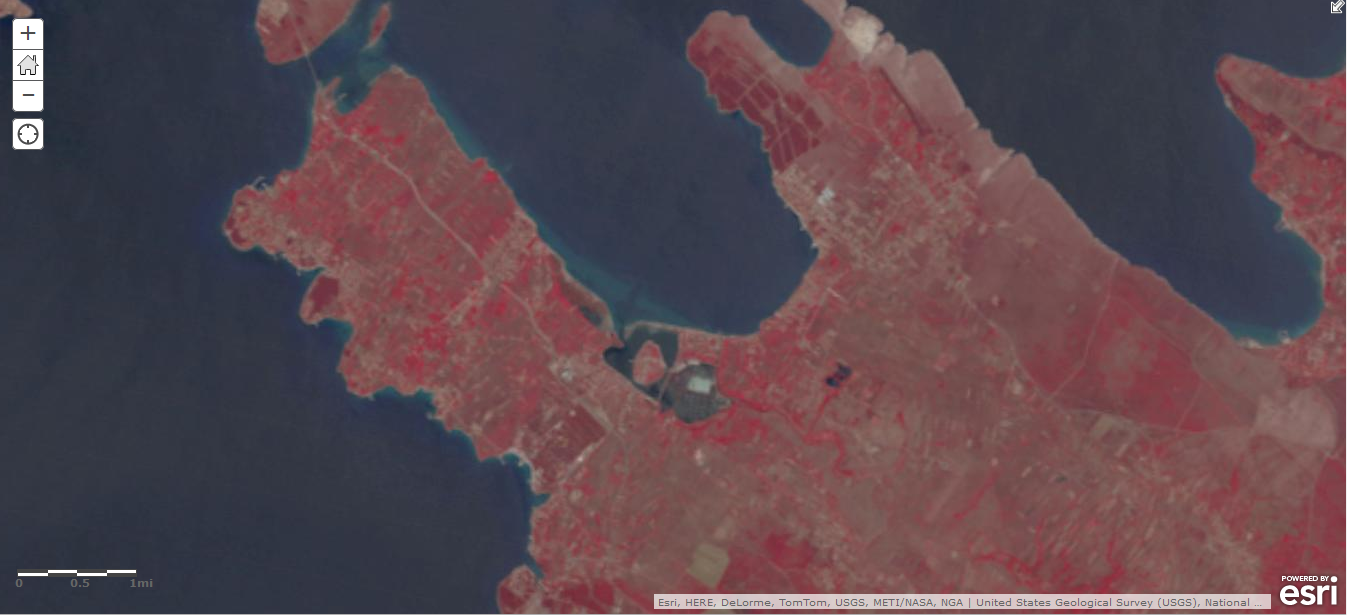 +
−
0 0.5 1mi
Esri, HERE, DeLorme, TomTom, USGS, METI/NASA, NGA | United States Geological Survey (USGS), National ...
POWERED BY
esri